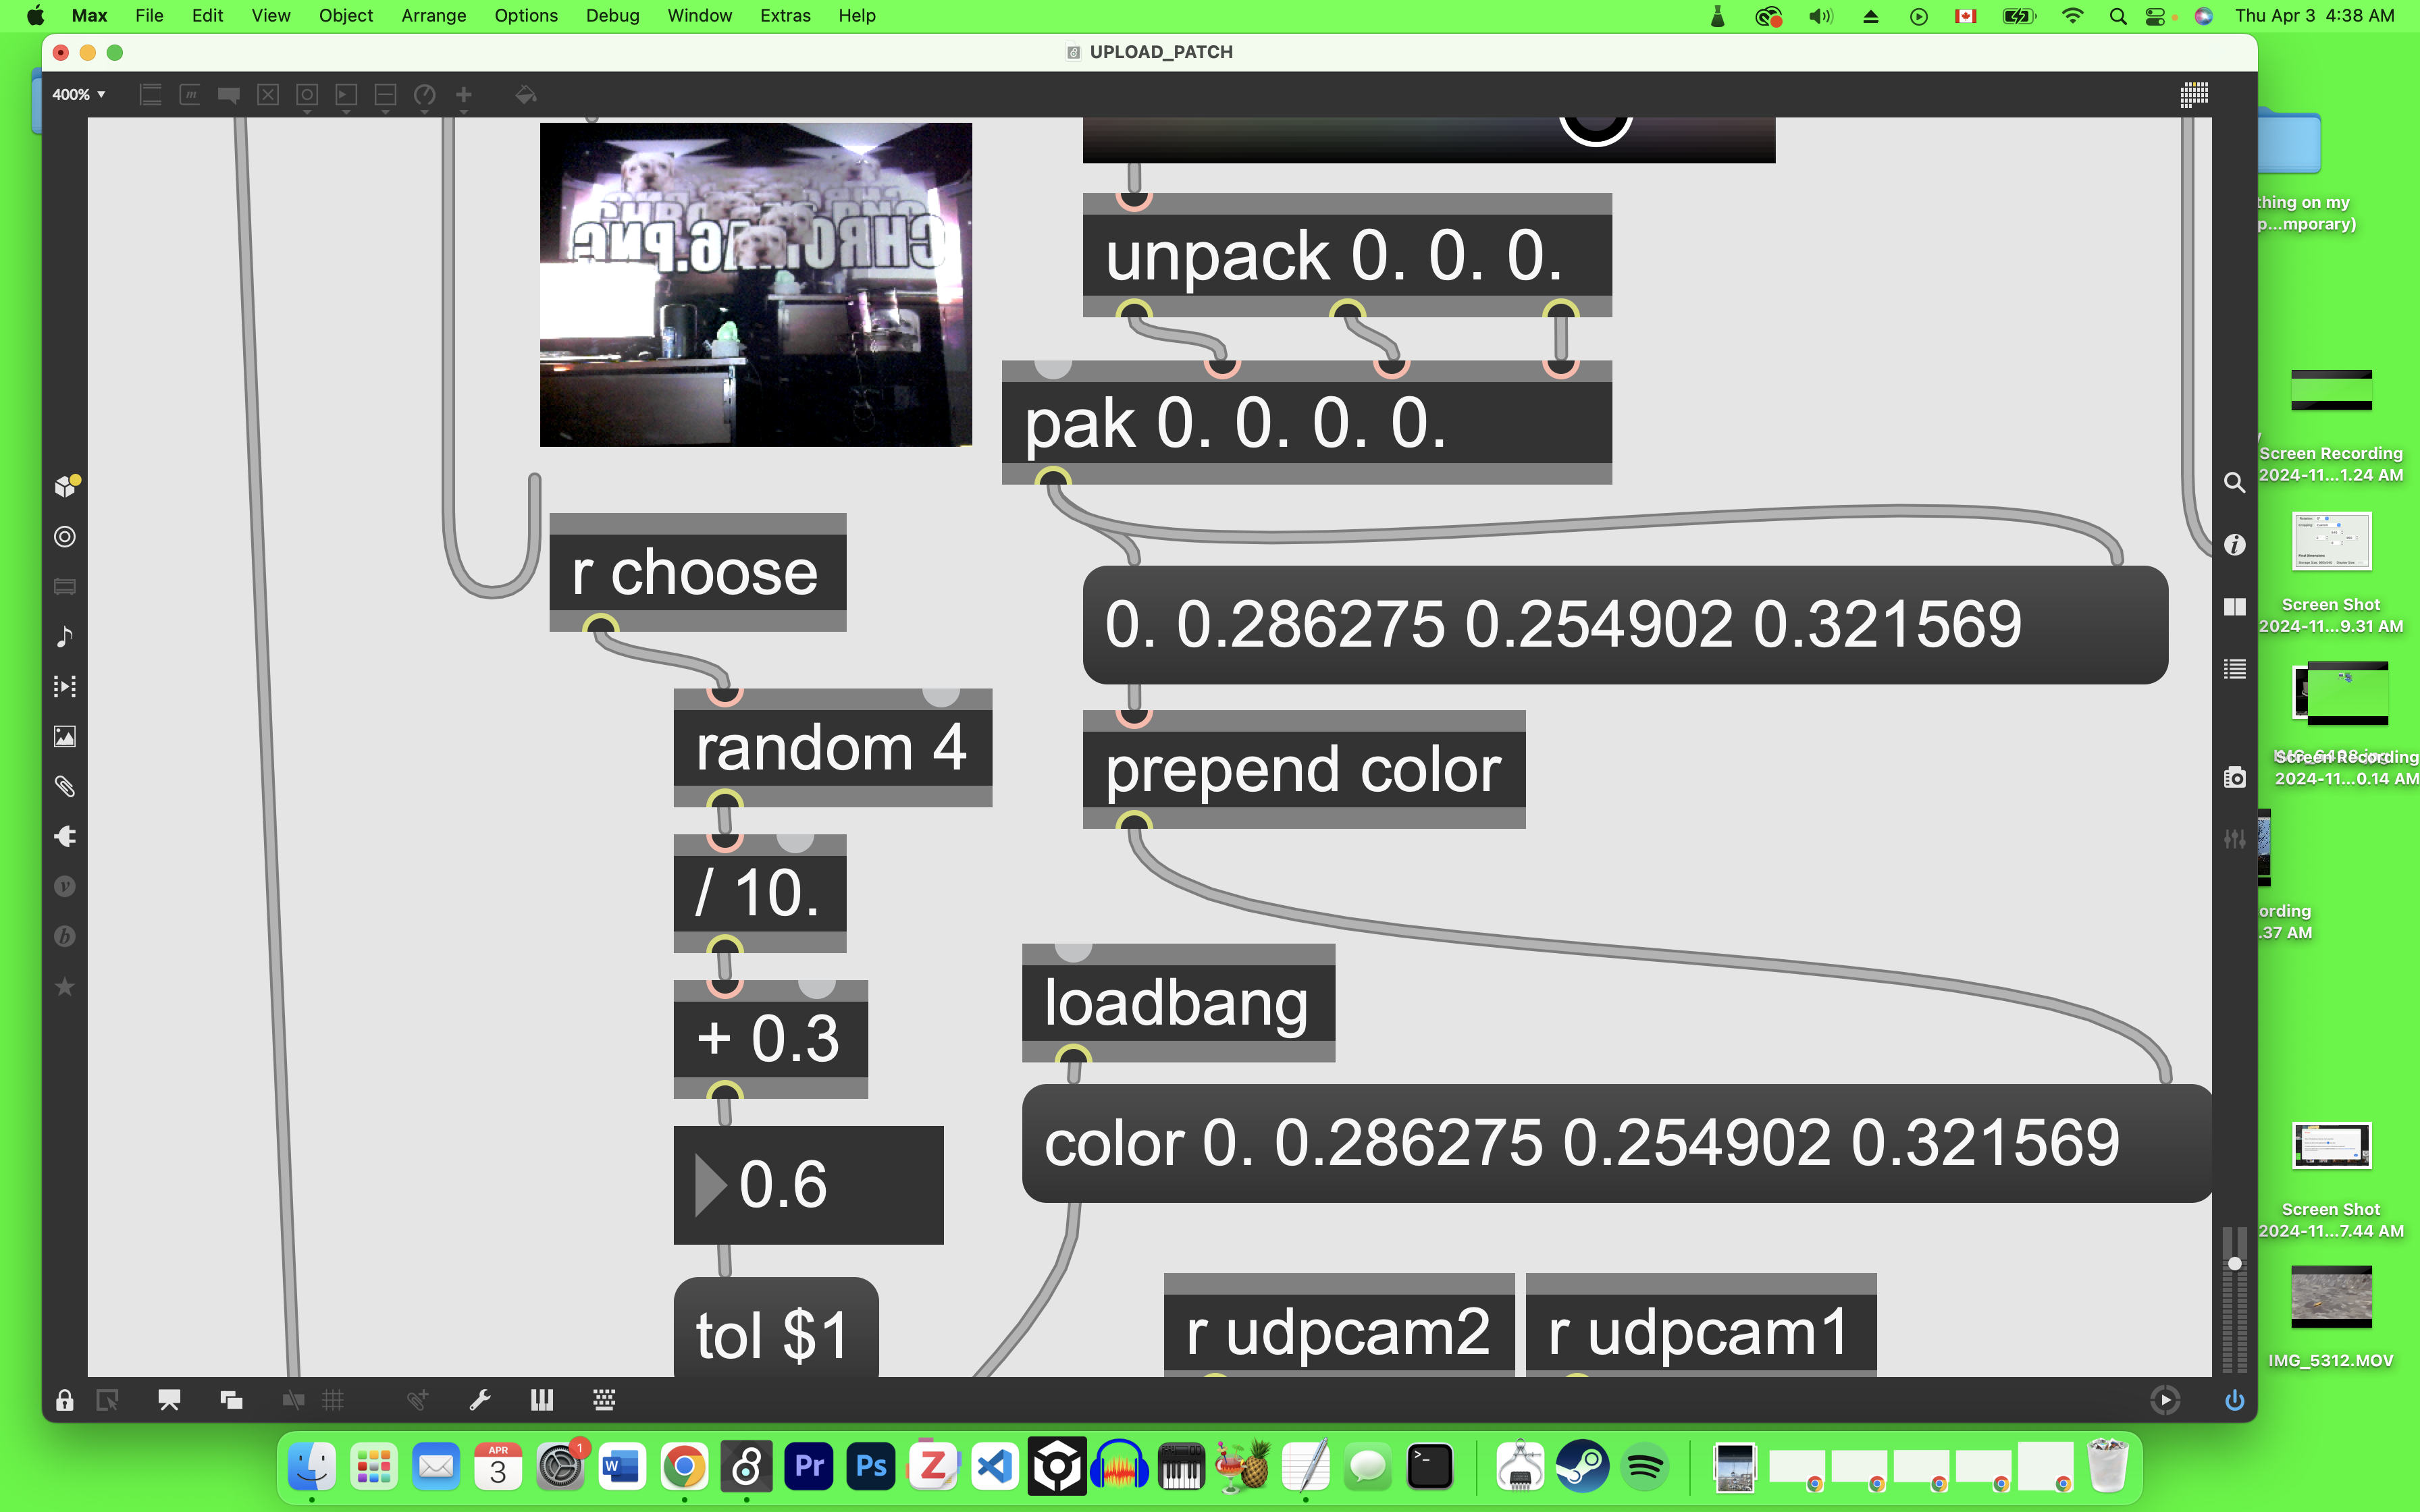 Max File Edit View Object Arrange Options Debug Window Extras Help
Thu Apr 3 4:38 AM
UPLOAD_PATCH
400%
unpack 0. 0. 0.
pak 0. 0. 0. 0.
r choose
0. 0.286275 0.254902 0.321569
random 4
prepend color
/ 10.
loadbang
+ 0.3
color 0. 0.286275 0.254902 0.321569
0.6
tol $1
r udpcam2
r udpcam1
thing on my
p...mporary)
Screen Recording
2024-11...1.24 AM
Screen Shot
2024-11...9.31 AM
Screen Recording
2024-11...0.14 AM
ording
.37 AM
Screen Shot
2024-11...7.44 AM
IMG_5312.MOV
APR
3
1
W
Pr
Ps
Z